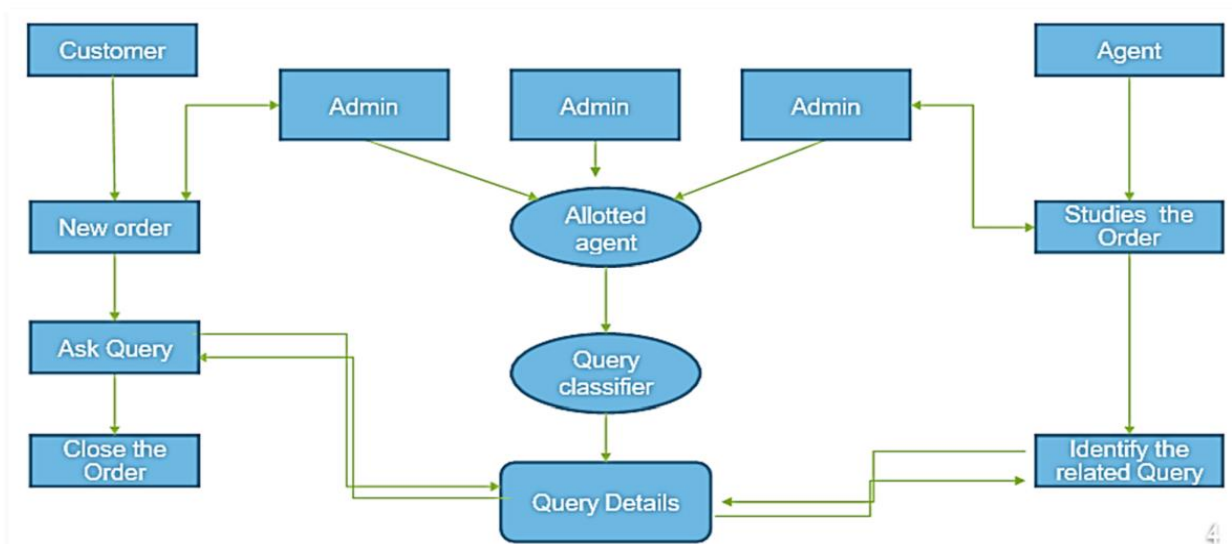 Customer
Agent
Admin
Admin
Admin
New order
Allotted
agent
Studies the
Order
Ask Query
Query
classifier
Close the
Order
Query Details
Identify the
related Query
4